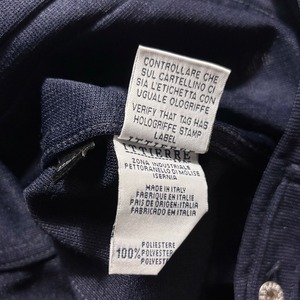 CONTROLLARE CHE
SUL CARTELLINO CI
SIA L'ETICHETTA CON
UGUALE OLOGRIFFE
VERIFY THAT TAG HAS
HOLOGRIFFE STAMP
LABEL
ITTIERRE
ZONA INDUSTRIALE
PETTORANELLO DI MOLISE
ISERNIA
MADE IN ITALY
FABRIQUE EN ITALIE
PAIS DE ORIGEN: ITALIA
FABRICADO EM ITALIA
POLIESTERE
100% POLYESTER
POLYESTER